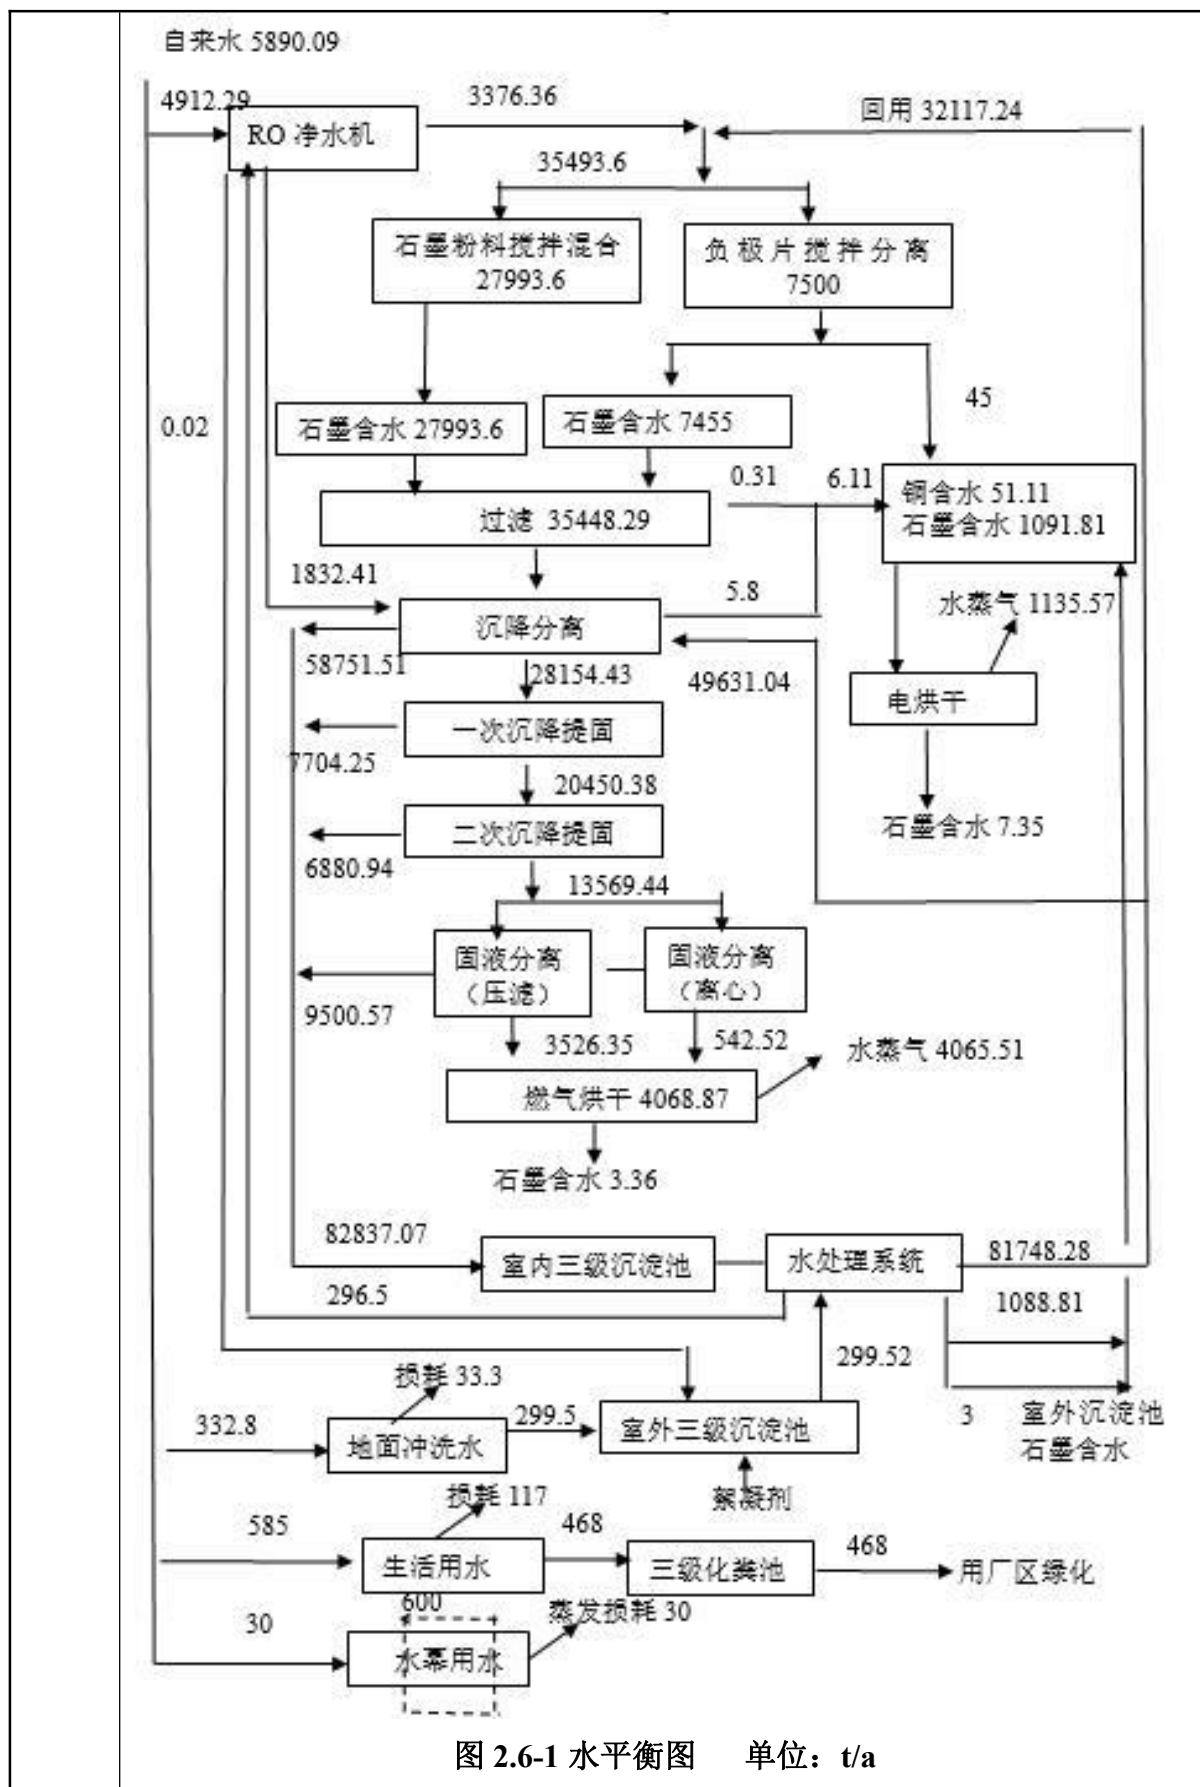 自来水 5890.09
4912.29
3376.36
回用 32117.24
RO 净水机
35493.6
石墨粉料搅拌混合
27993.6
负极片搅拌分离
7500
45
0.02
石墨含水 27993.6
石墨含水 7455
0.31
6.11
铜含水 51.11
石墨含水 1091.81
过滤 35448.29
1832.41
5.8
水蒸气 1135.57
沉降分离
58751.51
28154.43
49631.04
电烘干
一次沉降提固
7704.25
20450.38
石墨含水 7.35
二次沉降提固
6880.94
13569.44
固液分离
（压滤）
固液分离
（离心）
9500.57
3526.35
542.52
水蒸气 4065.51
燃气烘干 4068.87
石墨含水 3.36
82837.07
室内三级沉淀池
水处理系统
81748.28
296.5
1088.81
299.52
损耗 33.3
332.8
地面冲洗水
299.5
室外三级沉淀池
3
室外沉淀池
石墨含水
损耗 117
絮凝剂
585
生活用水
468
三级化粪池
468
用厂区绿化
600
蒸发损耗 30
30
水幕用水
图 2.6-1 水平衡图 单位：t/a